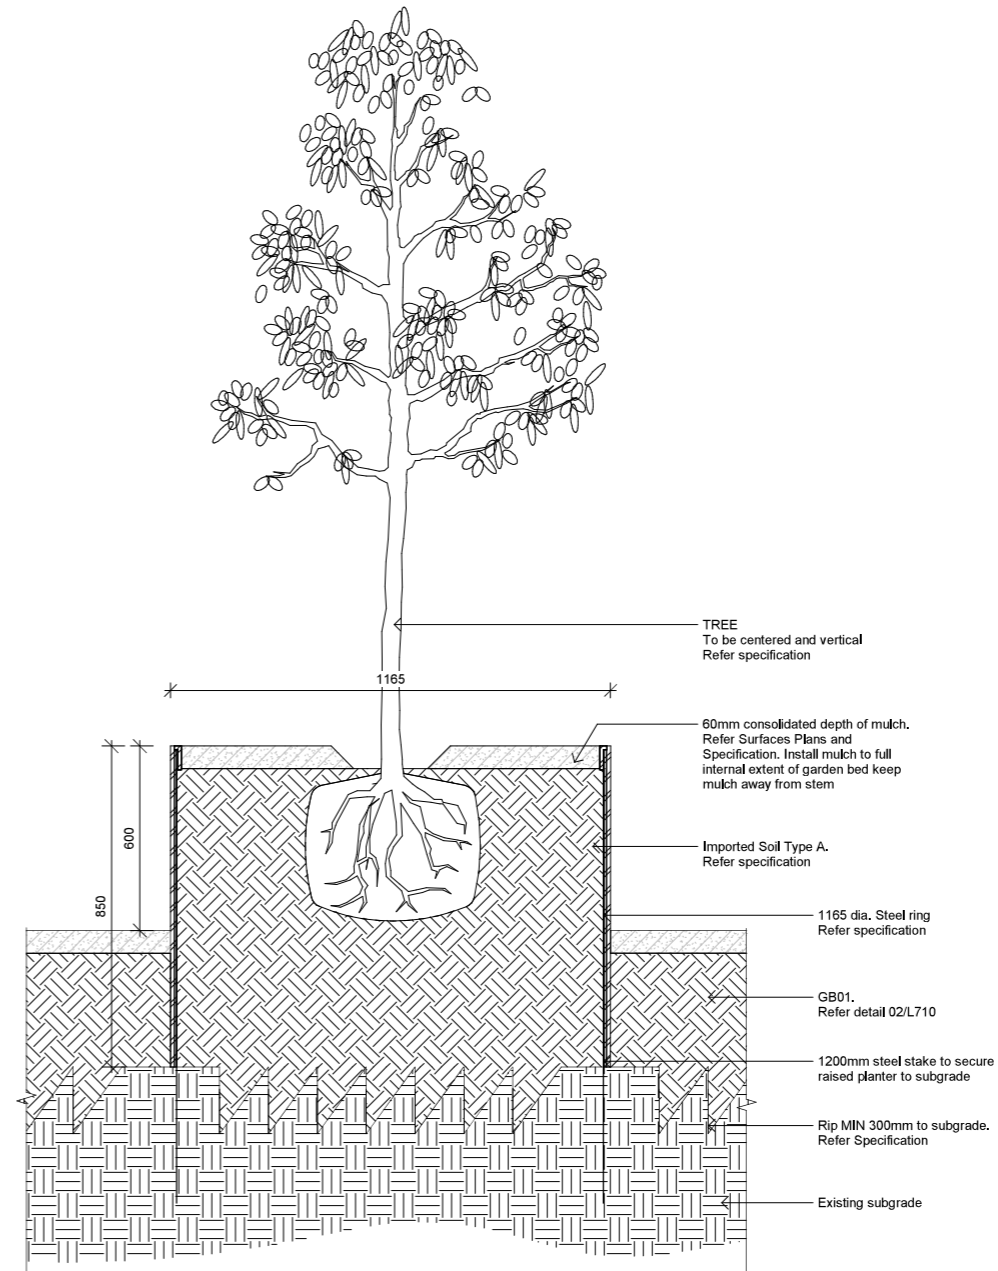 TREE
To be centered and vertical
Refer specification
1165
60mm consolidated depth of mulch.
Refer Surfaces Plans and
Specification. Install mulch to full
internal extent of garden bed keep
mulch away from stem
600
850
Imported Soil Type A.
Refer specification
1165 dia. Steel ring
Refer specification
GB01.
Refer detail 02/L710
1200mm steel stake to secure
raised planter to subgrade
Rip MIN 300mm to subgrade.
Refer Specification
Existing subgrade